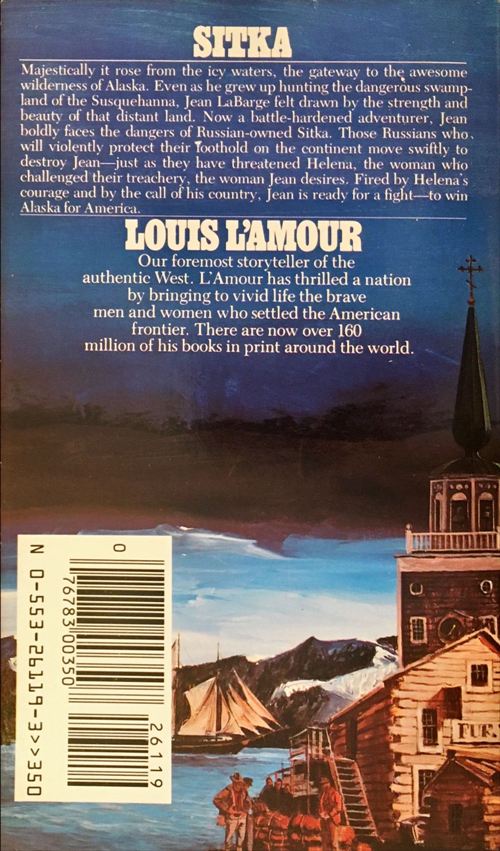 SITKA
Majestically it rose from the icy waters, the gateway to the awesome
wilderness of Alaska. Even as he grew up hunting the dangerous swamp-
land of the Susquehanna, Jean LaBarge felt drawn by the strength and
beauty of that distant land. Now a battle-hardened adventurer, Jean
boldly faces the dangers of Russian-owned Sitka. Those Russians who
will violently protect their foothold on the continent move swiftly to
destroy Jean—just as they have threatened Helena, the woman who
challenged their treachery, the woman Jean desires. Fired by Helena's
courage and by the call of his country, Jean is ready for a fight—to win
Alaska for America.
LOUIS L'AMOUR
Our foremost storyteller of the
authentic West. L'Amour has thrilled a nation
by bringing to vivid life the brave
men and women who settled the American
frontier. There are now over 160
million of his books in print around the world.
N 0-553-26119-3>>350
0
76783 00350
26119
FUR